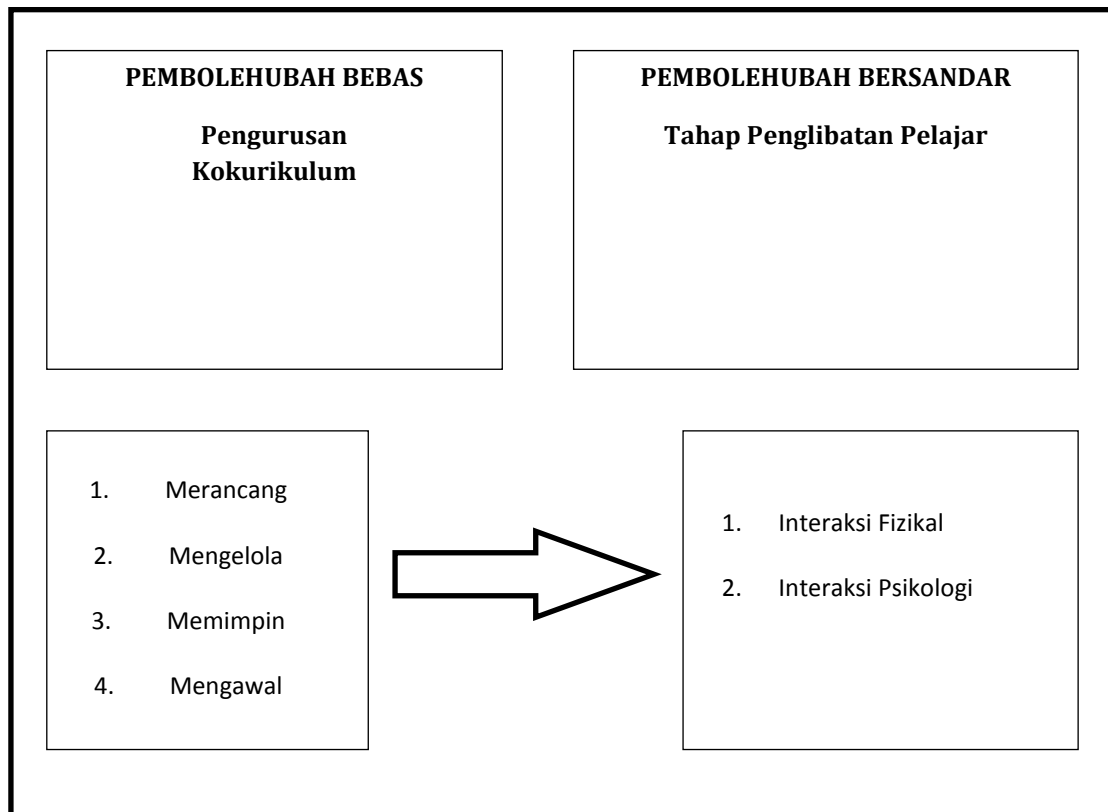 PEMBOLEHUBAH BEBAS
Pengurusan
Kokurikulum
PEMBOLEHUBAH BERSANDAR
Tahap Penglibatan Pelajar
1. Merancang
2. Mengelola
3. Memimpin
4. Mengawal
1. Interaksi Fizikal
2. Interaksi Psikologi